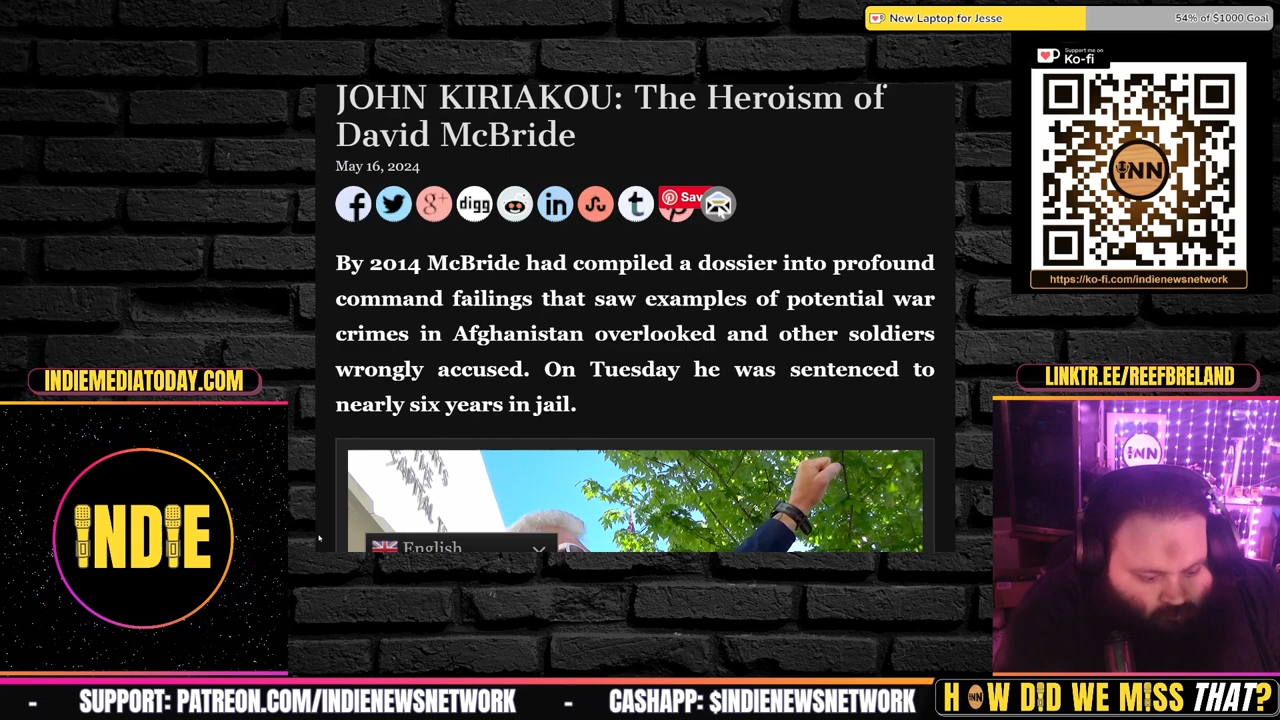 New Laptop for Jesse
54% of $1000 Goal
Support me on
Ko-fi
iNN
https://ko-fi.com/indienewsnetwork
JOHN KIRIAKOU: The Heroism of
David McBride
May 16, 2024
digg
Sav
By 2014 McBride had compiled a dossier into profound
command failings that saw examples of potential war
crimes in Afghanistan overlooked and other soldiers
wrongly accused. On Tuesday he was sentenced to
nearly six years in jail.
English
INDIEMEDIATODAY.COM
INDIE
LINKTR.EE/REEFBRELAND
iNN
- SUPPORT: PATREON.COM/INDIENEWSNETWORK - CASHAPP: $INDIENEWSNETWORK
HOW DID WE MISS THAT?